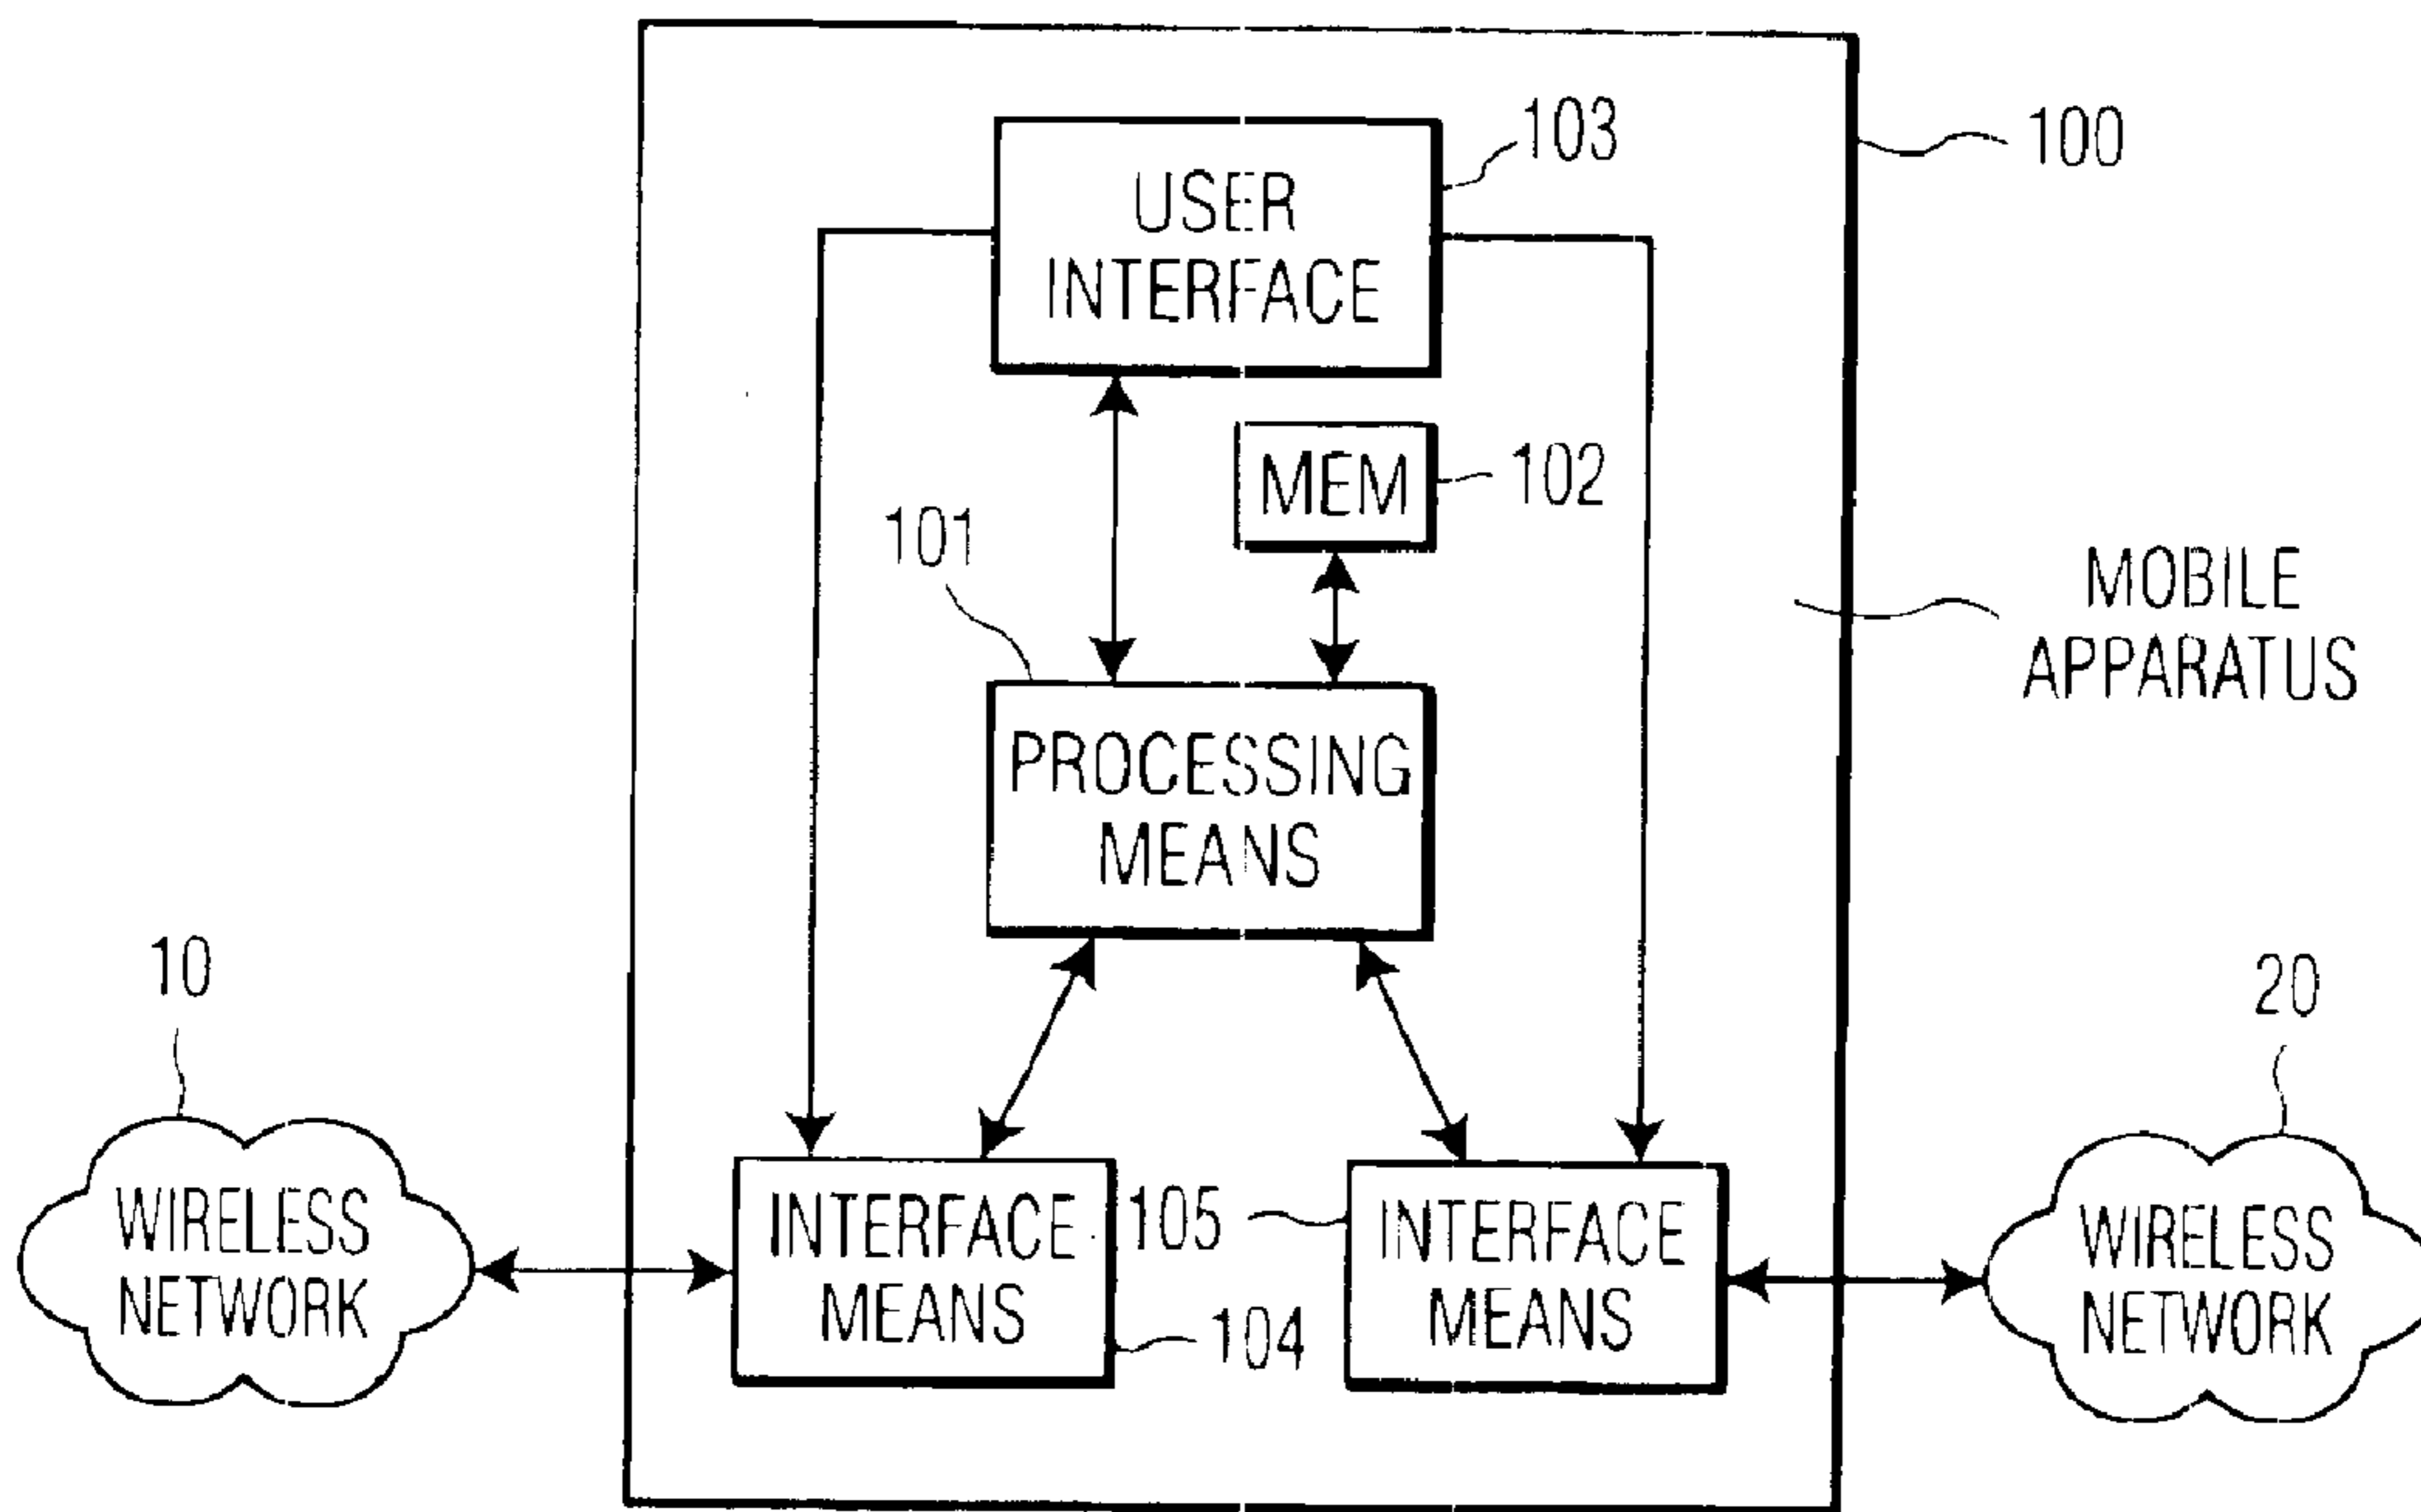 103
100
USER
INTERFACE
MEM
102
101
MOBILE
APPARATUS
PROCESSING
MEANS
10
20
WIRELESS
NETWORK
INTERFACE
MEANS
104
105
INTERFACE
MEANS
WIRELESS
NETWORK